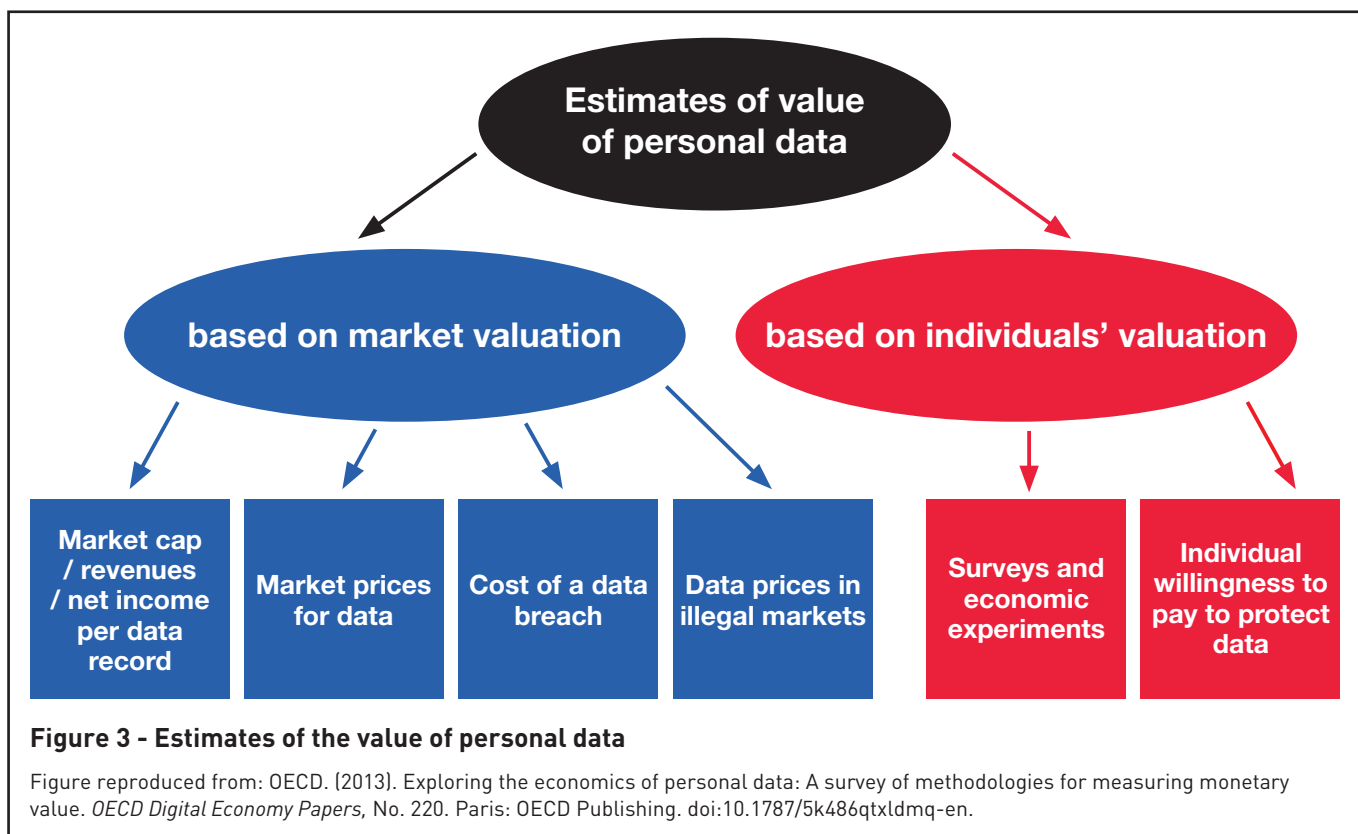 Estimates of value
of personal data
based on market valuation
based on individuals’ valuation
Market cap
/ revenues
/ net income
per data
record
Market prices
for data
Cost of a data
breach
Data prices in
illegal markets
Surveys and
economic
experiments
Individual
willingness to
pay to protect
data
Figure 3 - Estimates of the value of personal data
Figure reproduced from: OECD. (2013). Exploring the economics of personal data: A survey of methodologies for measuring monetary
value. OECD Digital Economy Papers, No. 220. Paris: OECD Publishing. doi:10.1787/5k486qtxldmq-en.